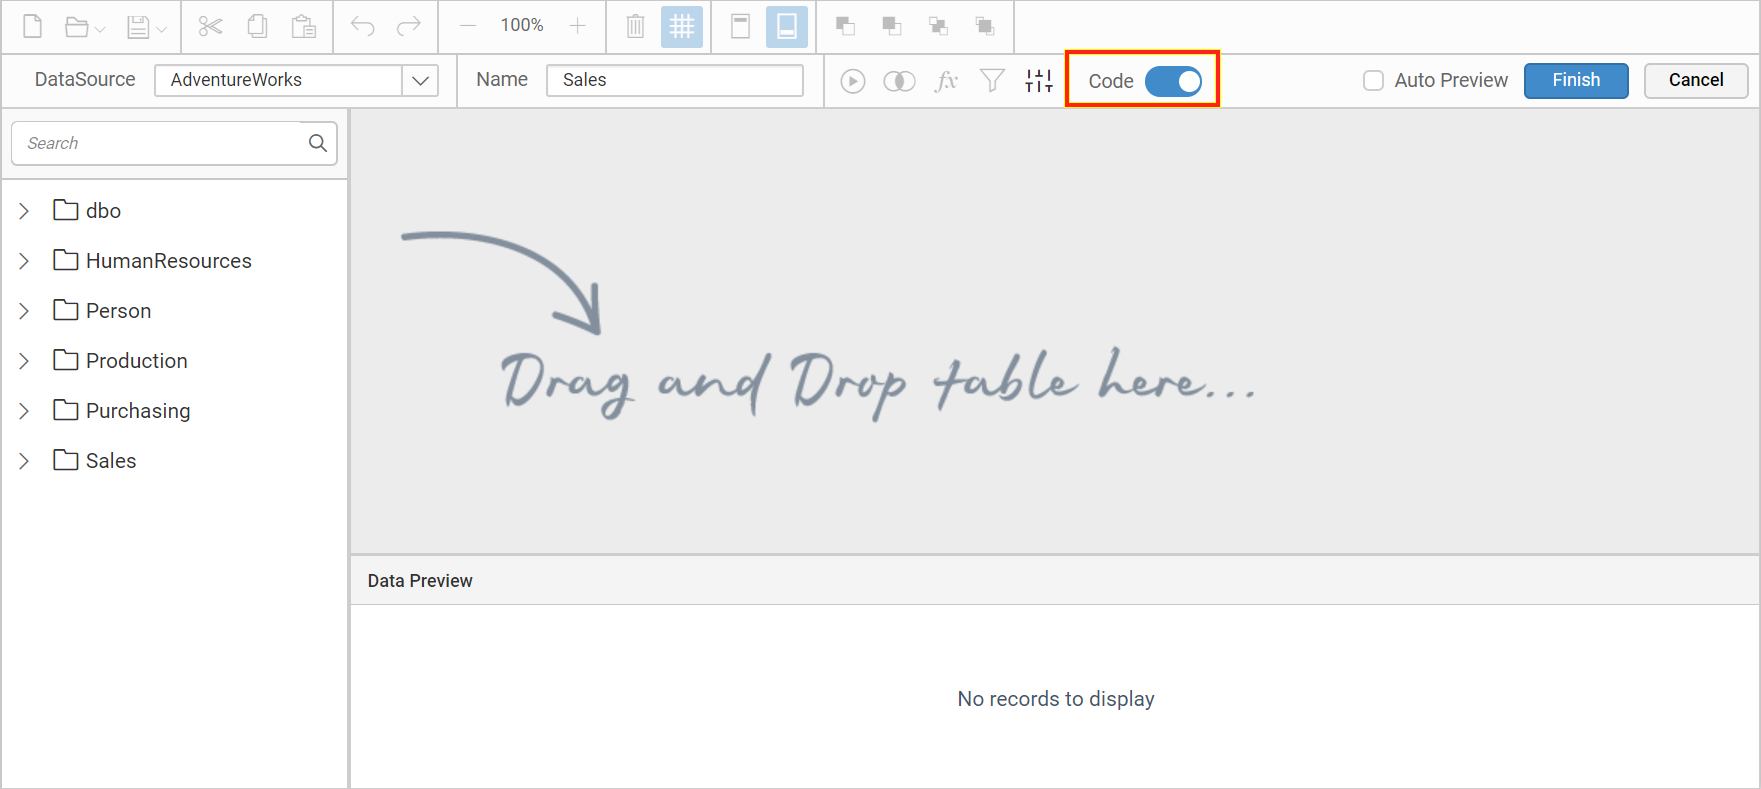 100%
DataSource AdventureWorks Name Sales fx Code Auto Preview Finish Cancel
Search
dbo
HumanResources
Person
Production
Purchasing
Sales
Drag and Drop table here...
Data Preview
No records to display